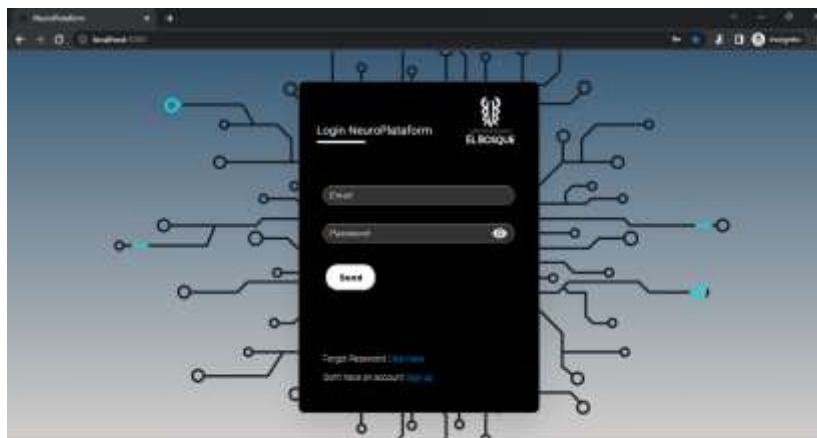 NeuroPlataform
localhost
Login NeuroPlataform
EL BOSQUE
Email
Password
Send
Forgot Password Click Here
Don't have an account Sign up